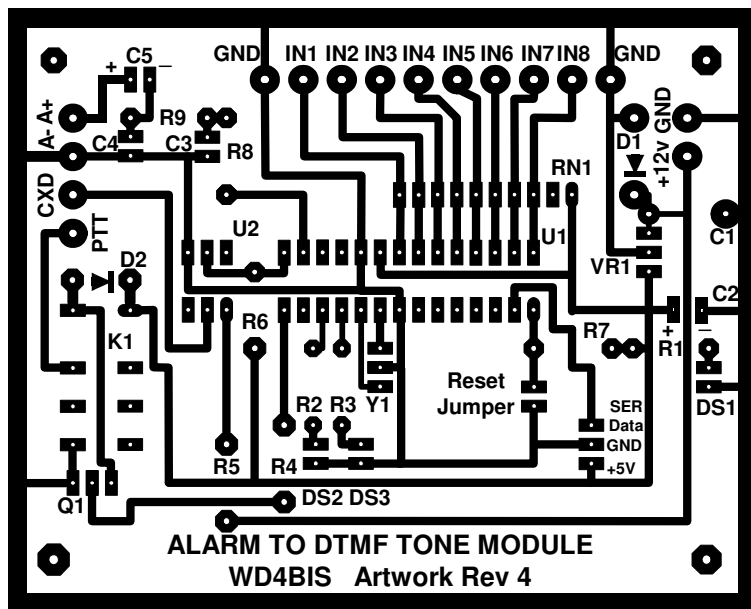 GND IN1 IN2 IN3 IN4 IN5 IN6 IN7 IN8 GND
C5
+ –
A+
A-
R9
C4
C3
R8
D1
GND
+12v
CXD
PTT
RN1
U2
U1
C1
VR1
D2
C2
K1
R6
R7
+ –
R1
Y1
Reset
Jumper
DS1
R2 R3
SER
Data
GND
+5V
R5
R4
Q1
DS2 DS3
ALARM TO DTMF TONE MODULE
WD4BIS Artwork Rev 4